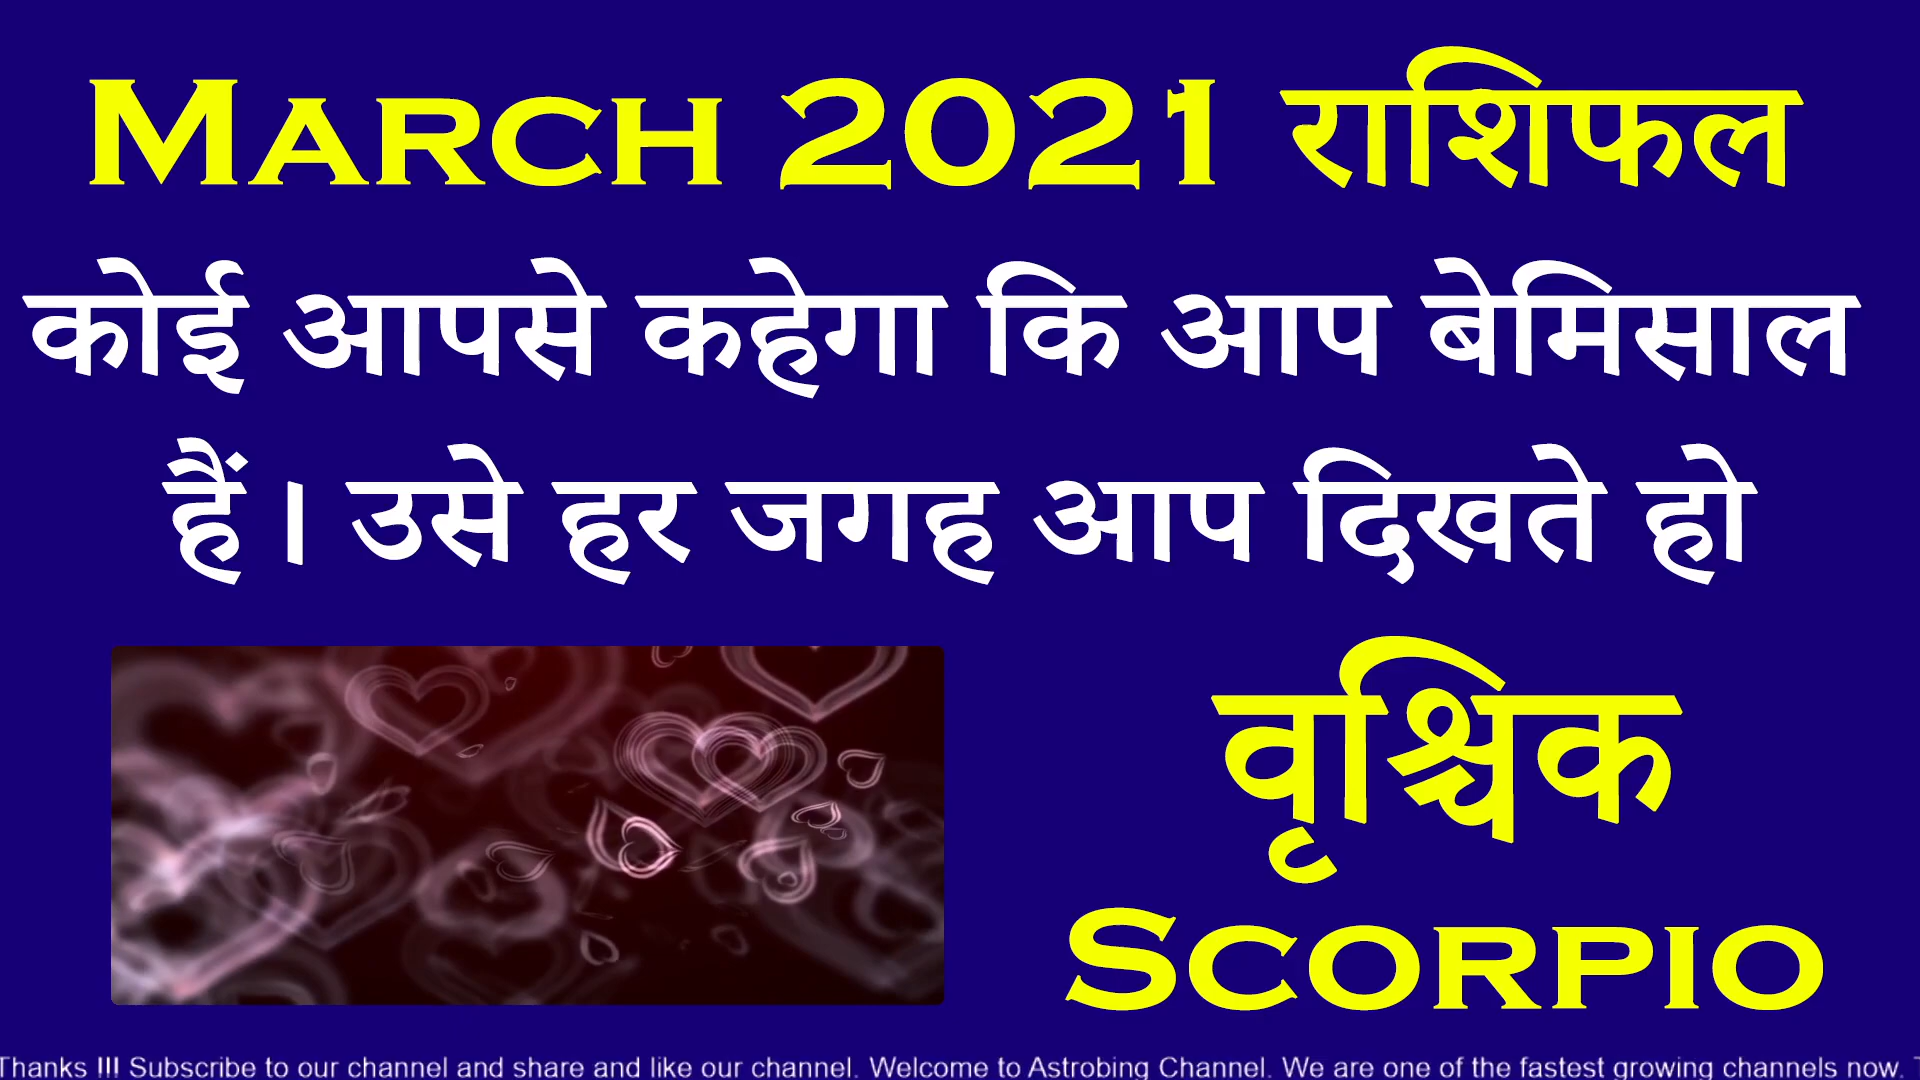 March 2021 राशिफल
कोई आपसे कहेगा कि आप बेमिसाल
हैं। उसे हर जगह आप दिखते हो
वृश्चिक
Scorpio
Thanks !!! Subscribe to our channel and share and like our channel. Welcome to Astrobing Channel. We are one of the fastest growing channels now.